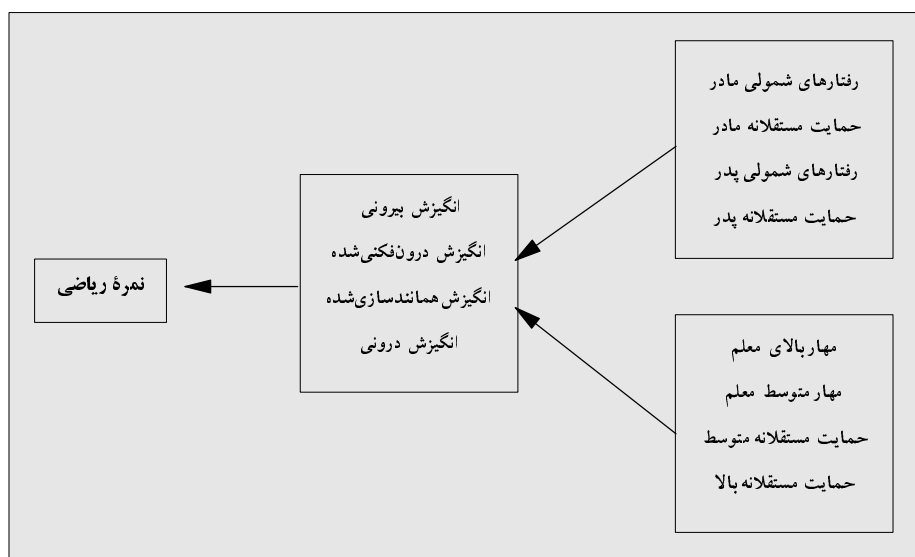 رفتارهای شمولی مادر
حمایت مستقلانه مادر
رفتارهای شمولی پدر
حمایت مستقلانه پدر
مهار بالای معلم
مهار متوسط معلم
حمایت مستقلانه متوسط
حمایت مستقلانه بالا
انگیزش بیرونی
انگیزش درون‌فکنی‌شده
انگیزش همانندسازی‌شده
انگیزش درونی
نمرهٔ ریاضی